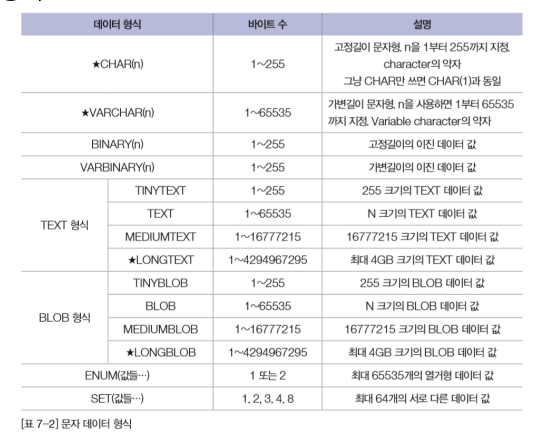 데이터 형식 바이트 수 설명
★CHAR(n) 1~255 고정길이 문자형. n을 1부터 255까지 지정.
character의 약자
그냥 CHAR만 쓰면 CHAR(1)과 동일
★VARCHAR(n) 1~65535 가변길이 문자형. n을 사용하면 1부터 65535
까지 지정. Variable character의 약자
BINARY(n) 1~255 고정길이의 이진 데이터 값
VARBINARY(n) 1~255 가변길이의 이진 데이터 값
TEXT 형식 TINYTEXT 1~255 255 크기의 TEXT 데이터 값
TEXT 1~65535 N 크기의 TEXT 데이터 값
MEDIUMTEXT 1~16777215 16777215 크기의 TEXT 데이터 값
★LONGTEXT 1~4294967295 최대 4GB 크기의 TEXT 데이터 값
BLOB 형식 TINYBLOB 1~255 255 크기의 BLOB 데이터 값
BLOB 1~65535 N 크기의 BLOB 데이터 값
MEDIUMBLOB 1~16777215 16777215 크기의 BLOB 데이터 값
★LONGBLOB 1~4294967295 최대 4GB 크기의 BLOB 데이터 값
ENUM(값들…) 1 또는 2 최대 65535개의 열거형 데이터 값
SET(값들…) 1, 2, 3, 4, 8 최대 64개의 서로 다른 데이터 값
[표 7-2] 문자 데이터 형식